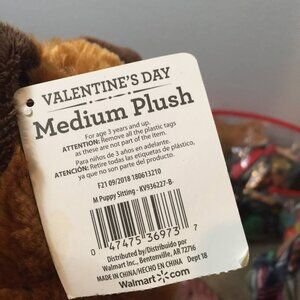 VALENTINE'S DAY
Medium Plush
For age 3 years and up.
ATTENTION: Remove all the plastic tags
as these are not part of the item.
Para niños de 3 años en adelante.
ATENCIÓN: Retire todas las etiquetas de plástico,
ya que no son parte del producto.
F21 09/2018 180613210
M Puppy Sitting - KV936227-B-
0 47475 36973 7
Distributed by/Distribuido por
Walmart Inc., Bentonville, AR 72716
MADE IN CHINA/HECHO EN CHINA Dept 18
Walmart.com